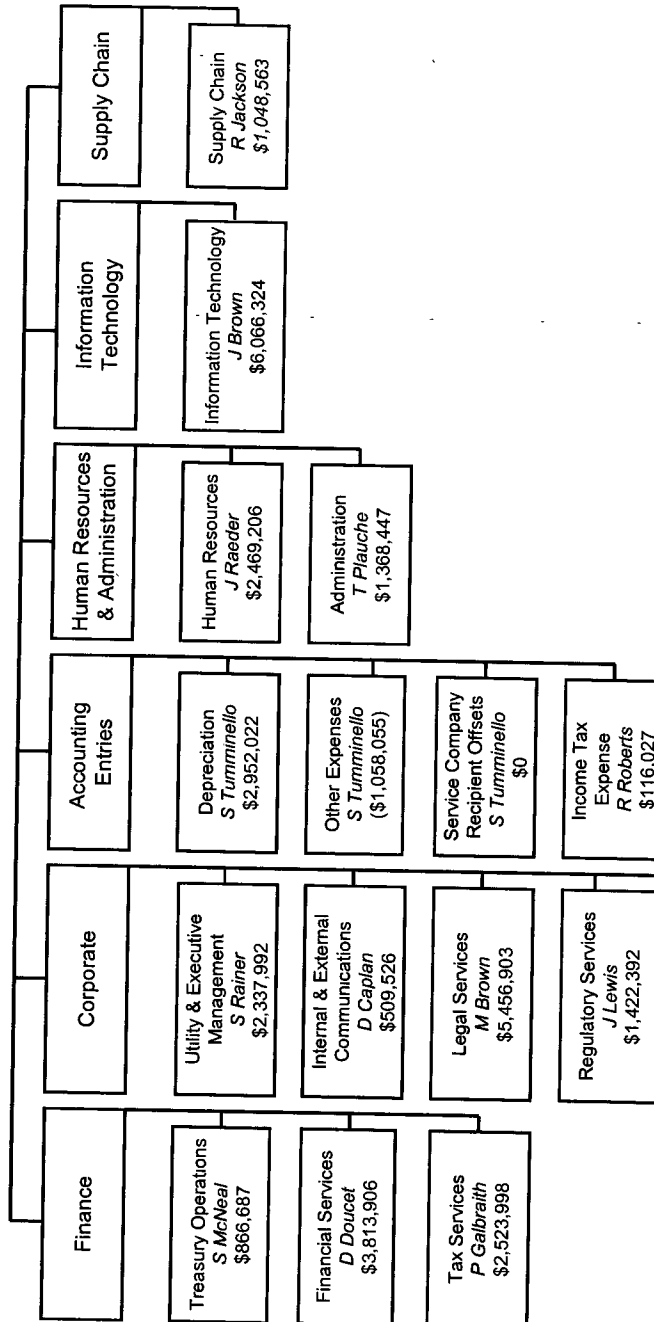 Finance
Treasury Operations
S McNeal
$866,687
Financial Services
D Doucet
$3,813,906
Tax Services
P Galbraith
$2,523,998
Corporate
Utility & Executive
Management
S Rainer
$2,337,992
Internal & External
Communications
D Caplan
$509,526
Legal Services
M Brown
$5,456,903
Regulatory Services
J Lewis
$1,422,392
Accounting
Entries
Depreciation
S Tumminello
$2,952,022
Other Expenses
S Tumminello
($1,058,055)
Service Company
Recipient Offsets
S Tumminello
$0
Income Tax
Expense
R Roberts
$116,027
Human Resources
& Administration
Human Resources
J Raeder
$2,469,206
Administration
T Plauche
$1,368,447
Information
Technology
Information Technology
J Brown
$6,066,324
Supply Chain
Supply Chain
R Jackson
$1,048,563